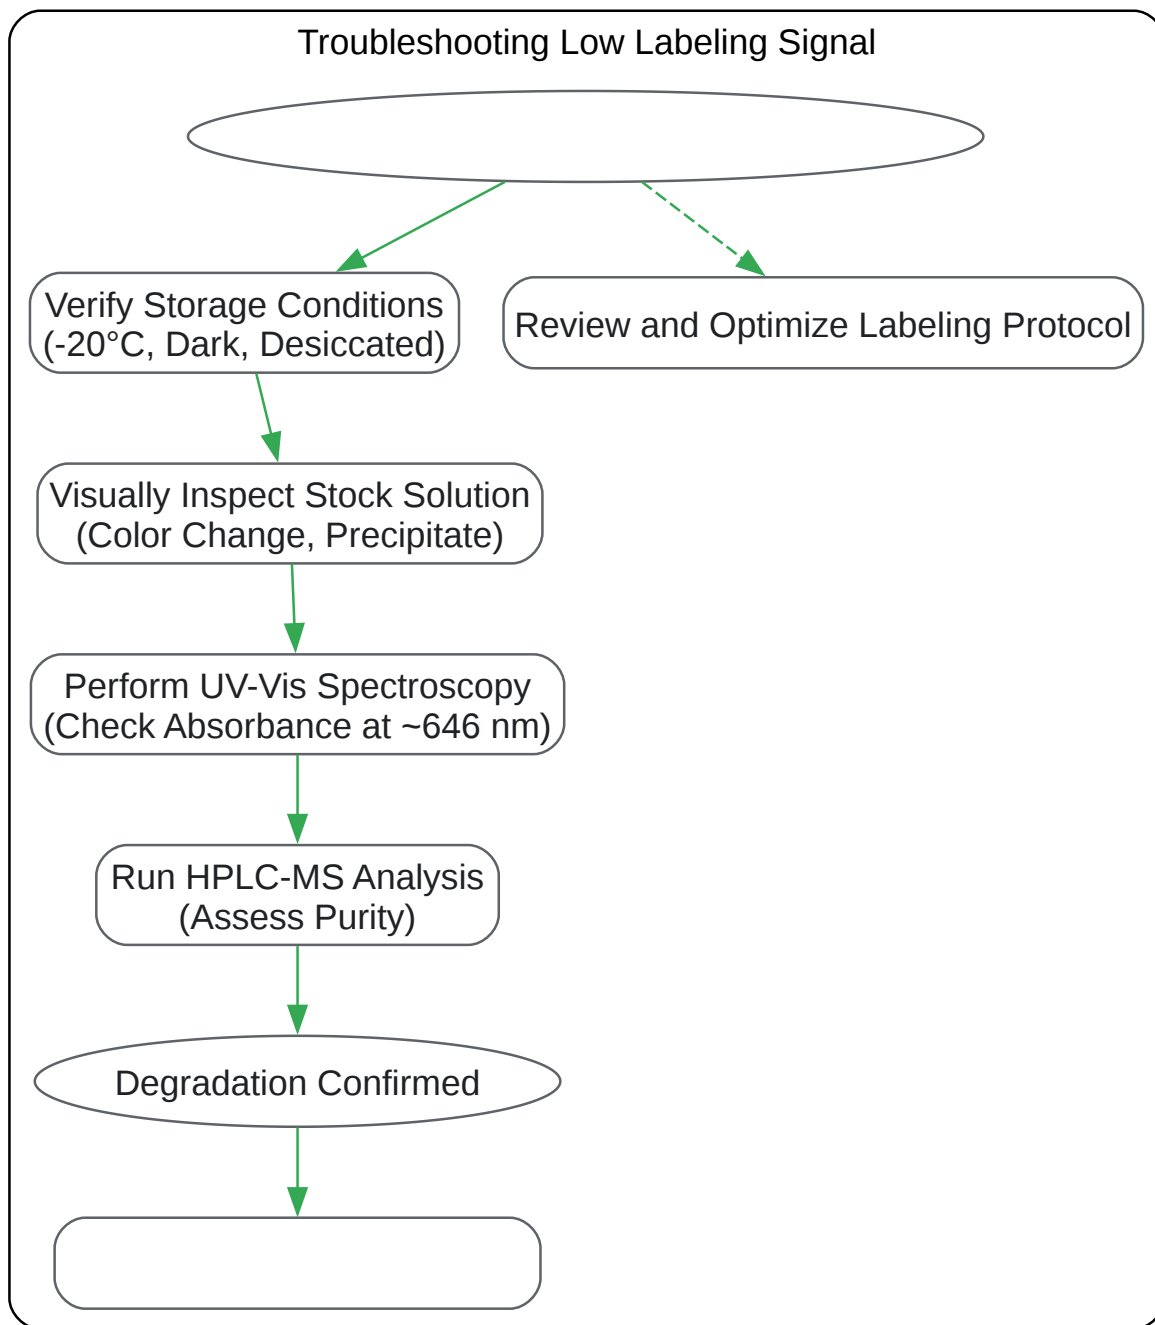 Troubleshooting Low Labeling Signal
Verify Storage Conditions
(-20°C, Dark, Desiccated)
Review and Optimize Labeling Protocol
Visually Inspect Stock Solution
(Color Change, Precipitate)
Perform UV-Vis Spectroscopy
(Check Absorbance at ~646 nm)
Run HPLC-MS Analysis
(Assess Purity)
Degradation Confirmed